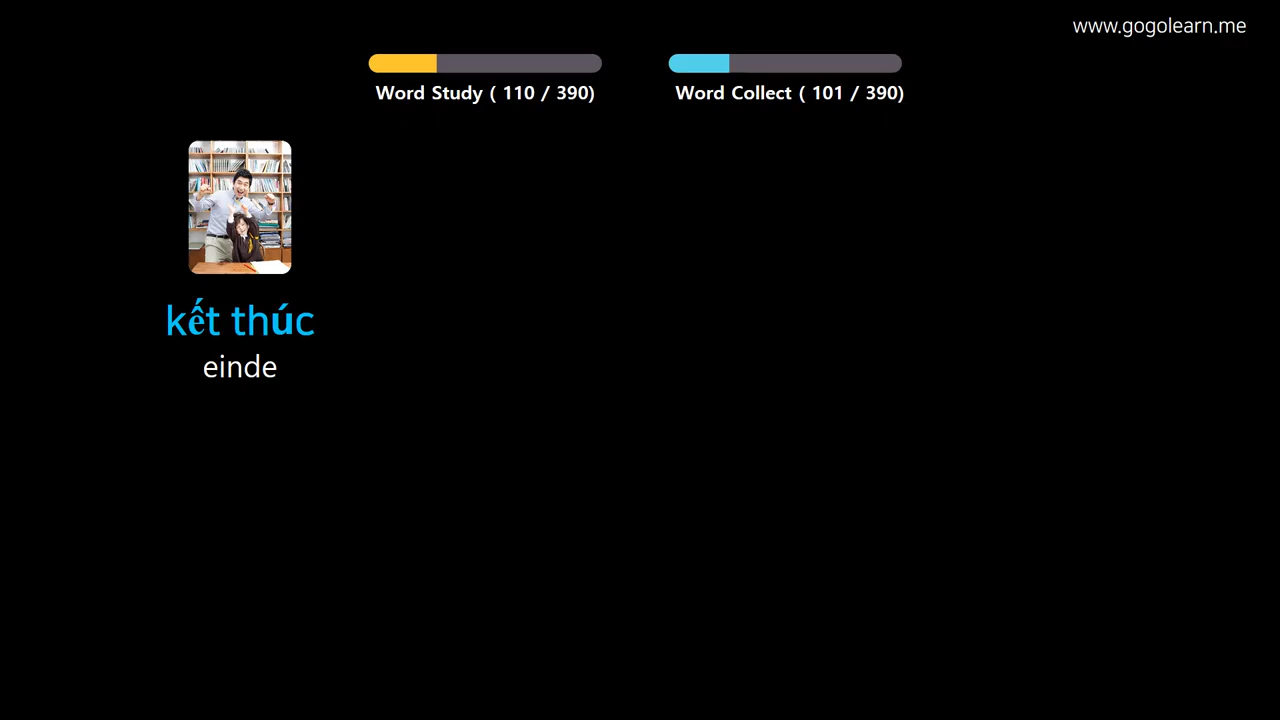 www.gogolearn.me
Word Study ( 110 / 390)
Word Collect ( 101 / 390)
kết thúc
einde